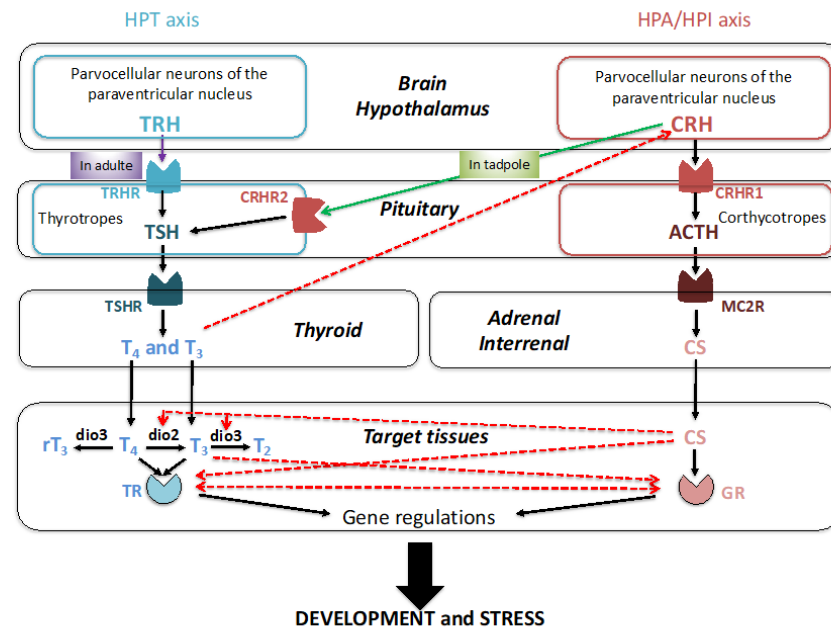 HPT axis
HPA/HPI axis
Parvocellular neurons of the
paraventricular nucleus
TRH
Brain
Hypothalamus
Parvocellular neurons of the
paraventricular nucleus
CRH
In adulte
In tadpole
TRHR
CRHR2
CRHR1
Thyrotropes
TSH
Pituitary
ACTH
Corthycotropes
TSHR
MC2R
Thyroid
Adrenal
Interrenal
T4 and T3
CS
rT3
dio3
T4
dio2
T3
dio3
T2
Target tissues
CS
TR
GR
Gene regulations
DEVELOPMENT and STRESS